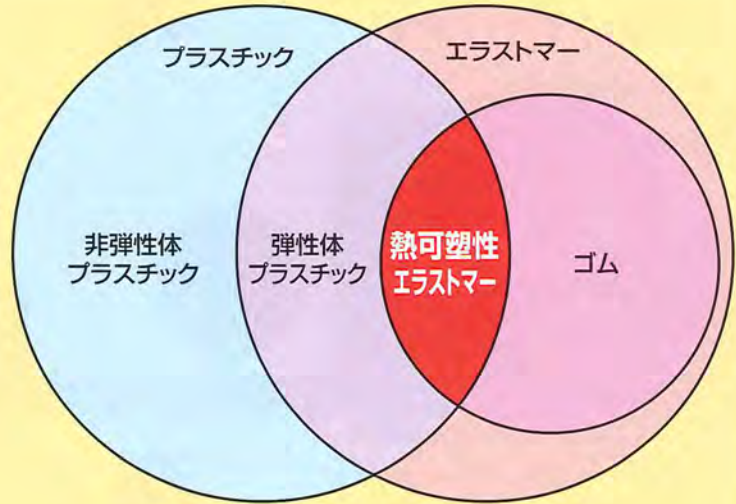 プラスチック
エラストマー
非弾性体
プラスチック
弾性体
プラスチック
熱可塑性
エラストマー
ゴム